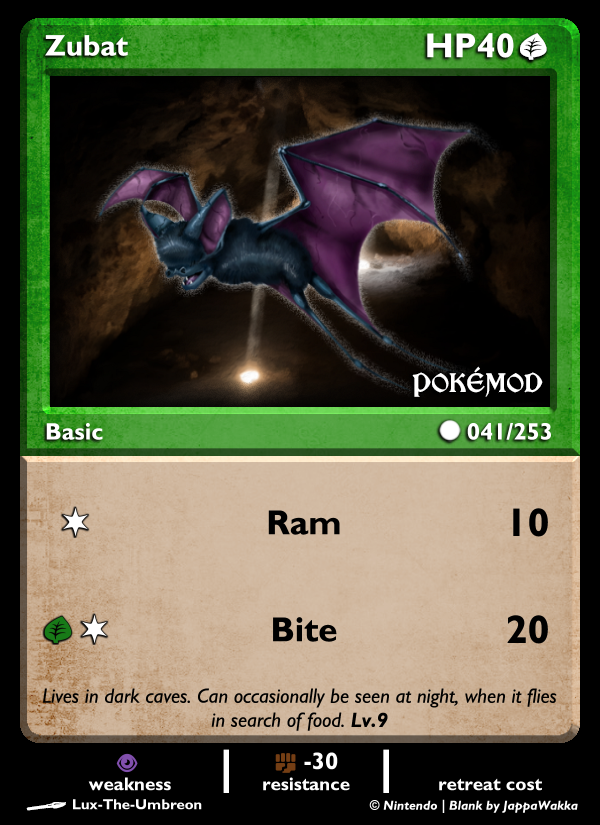 Zubat HP40
POKÉMOD
Basic 041/253
Ram 10
Bite 20
Lives in dark caves. Can occasionally be seen at night, when it flies
in search of food. Lv.9
-30
weakness resistance retreat cost
Lux-The-Umbreon © Nintendo | Blank by JappaWakka